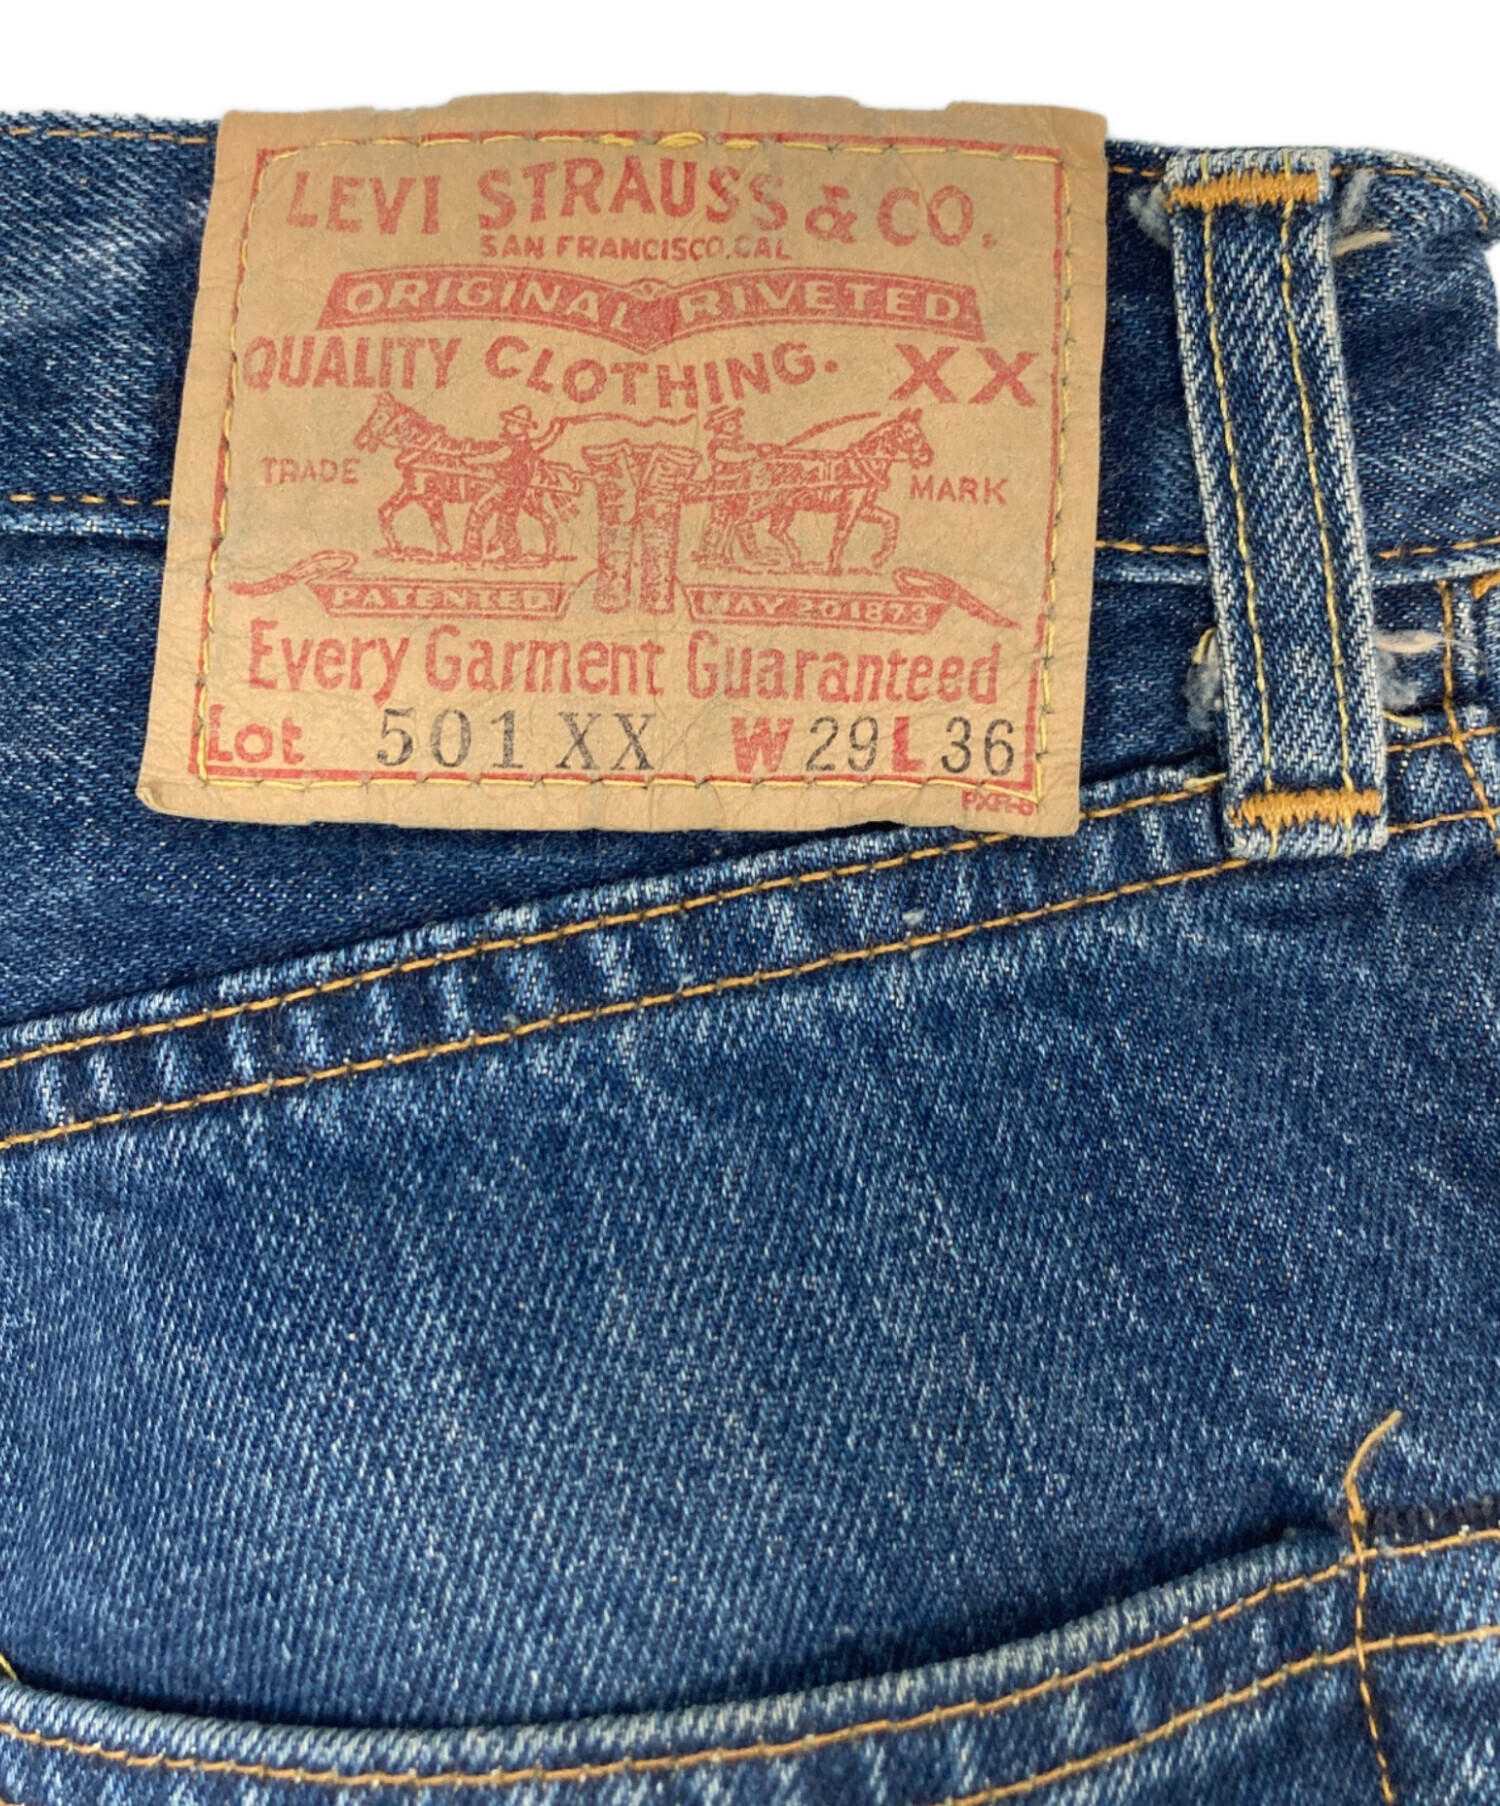 LEVI STRAUSS & CO.
SAN FRANCISCO, CAL
ORIGINAL RIVETED
QUALITY CLOTHING. XX
TRADE MARK
PATENTED MAY 20 1873
Every Garment Guaranteed
Lot 501 XX W 29 L 36